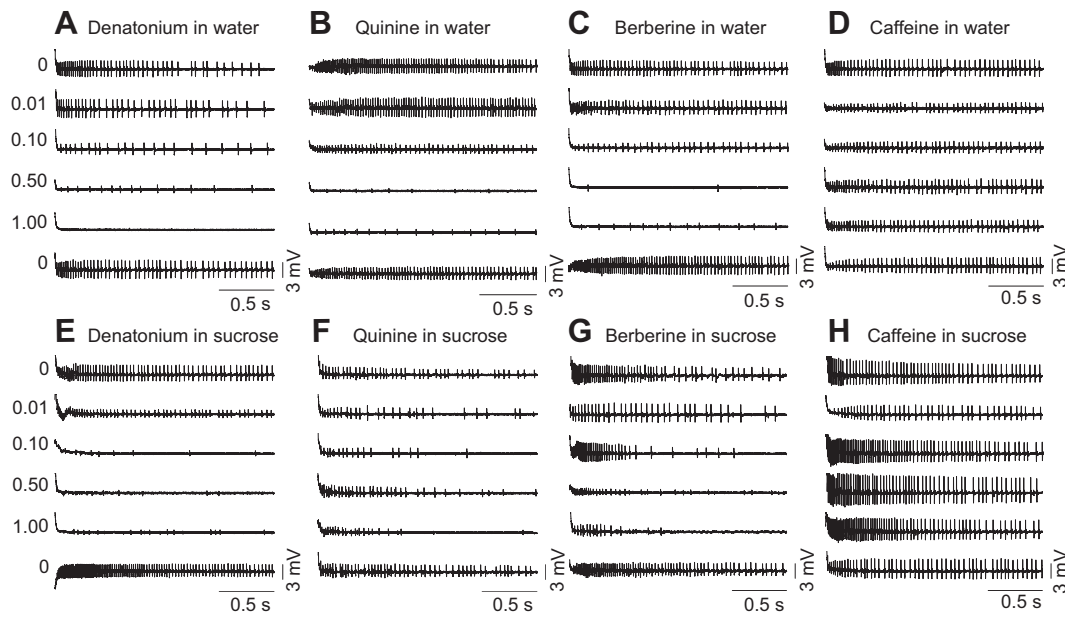 A Denatonium in water
B Quinine in water
C Berberine in water
D Caffeine in water
0
0.01
0.10
0.50
1.00
0
3 mV
3 mV
3 mV
3 mV
0.5 s
0.5 s
0.5 s
0.5 s
E Denatonium in sucrose
F Quinine in sucrose
G Berberine in sucrose
H Caffeine in sucrose
0
0.01
0.10
0.50
1.00
0
3 mV
3 mV
3 mV
3 mV
0.5 s
0.5 s
0.5 s
0.5 s